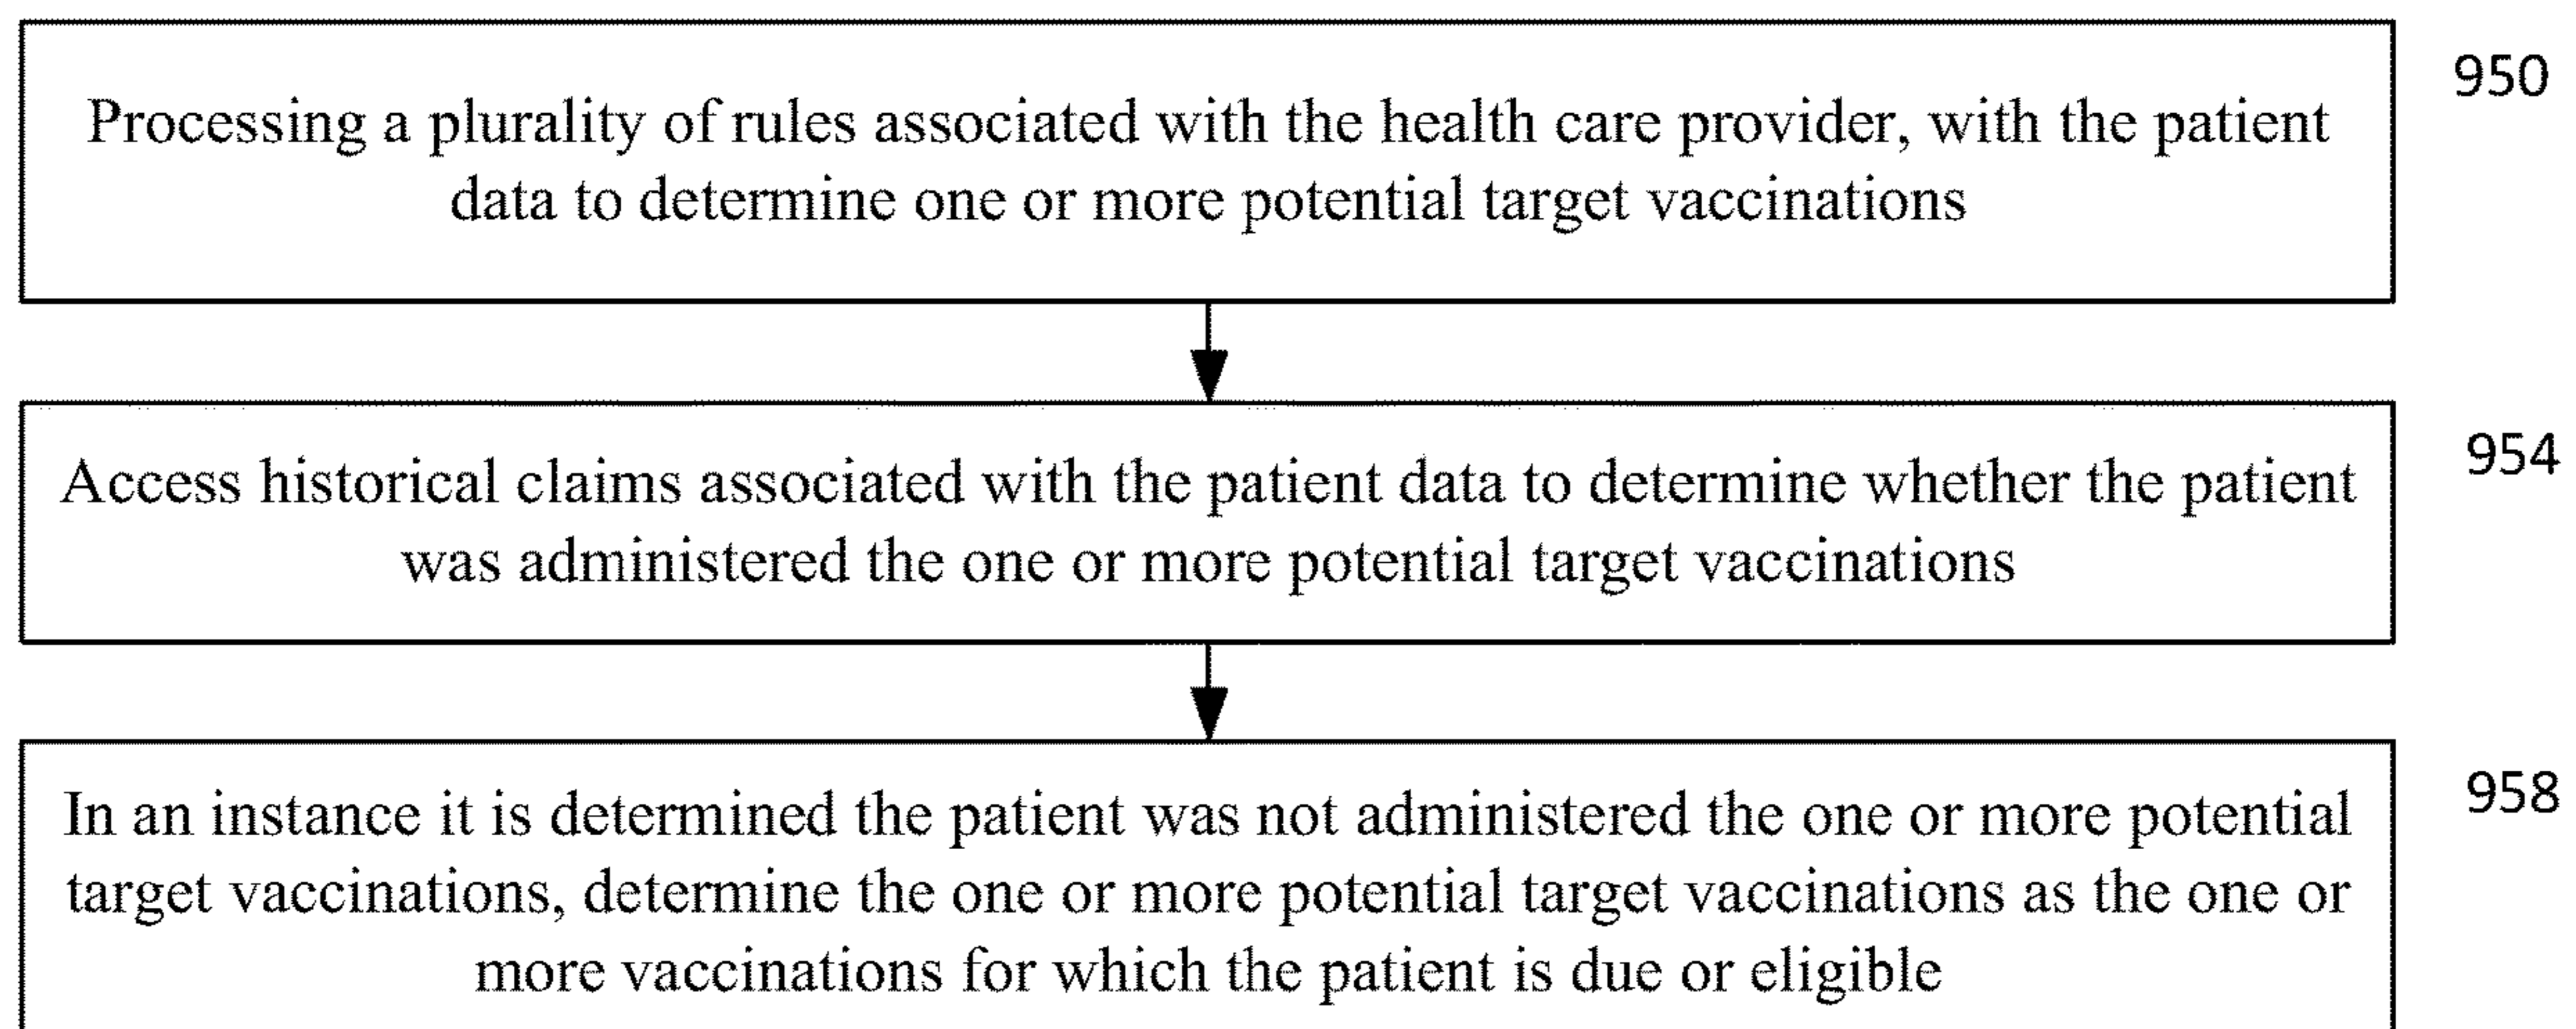 950
Processing a plurality of rules associated with the health care provider, with the patient
data to determine one or more potential target vaccinations
954
Access historical claims associated with the patient data to determine whether the patient
was administered the one or more potential target vaccinations
958
In an instance it is determined the patient was not administered the one or more potential
target vaccinations, determine the one or more potential target vaccinations as the one or
more vaccinations for which the patient is due or eligible